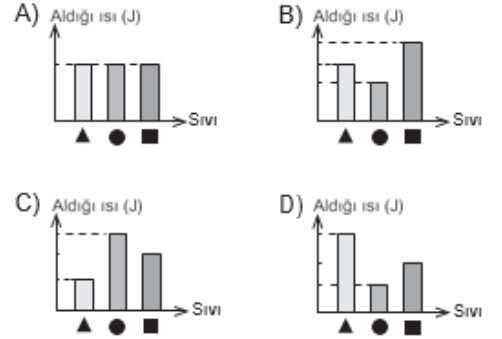 A) Aldığı ısı (J)
Sıvı
B) Aldığı ısı (J)
Sıvı
C) Aldığı ısı (J)
Sıvı
D) Aldığı ısı (J)
Sıvı